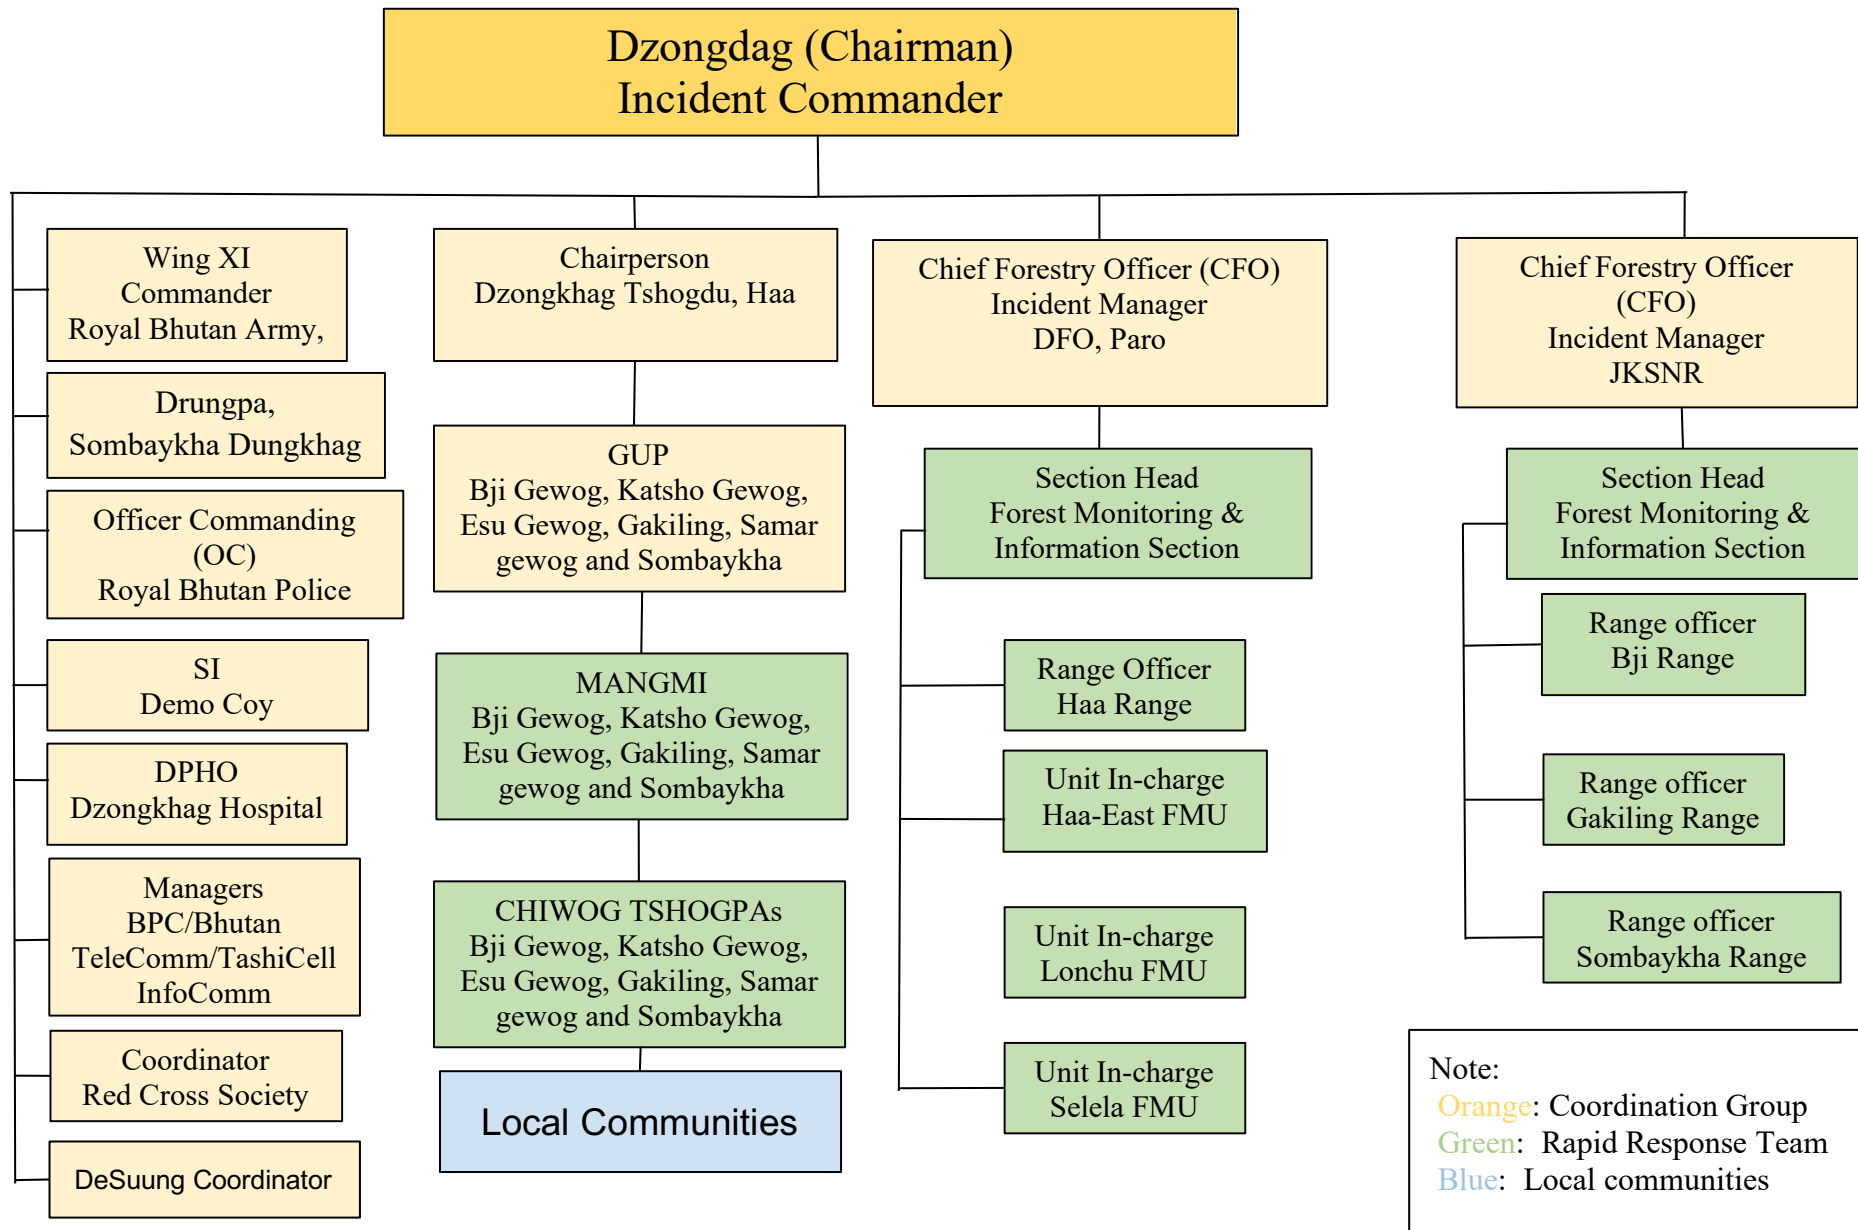 Dzongdag (Chairman)
Incident Commander
Wing XI
Commander
Royal Bhutan Army,
Drungpa,
Sombaykha Dungkhag
Officer Commanding
(OC)
Royal Bhutan Police
SI
Demo Coy
DPHO
Dzongkhag Hospital
Managers
BPC/Bhutan
TeleComm/TashiCell
InfoComm
Coordinator
Red Cross Society
DeSuung Coordinator
Chairperson
Dzongkhag Tshogdu, Haa
GUP
Bji Gewog, Katsho Gewog,
Esu Gewog, Gakiling, Samar
gewog and Sombaykha
MANGMI
Bji Gewog, Katsho Gewog,
Esu Gewog, Gakiling, Samar
gewog and Sombaykha
CHIWOG TSHOGPAs
Bji Gewog, Katsho Gewog,
Esu Gewog, Gakiling, Samar
gewog and Sombaykha
Local Communities
Chief Forestry Officer (CFO)
Incident Manager
DFO, Paro
Section Head
Forest Monitoring &
Information Section
Range Officer
Haa Range
Unit In-charge
Haa-East FMU
Unit In-charge
Lonchu FMU
Unit In-charge
Selela FMU
Chief Forestry Officer
(CFO)
Incident Manager
JKSNR
Section Head
Forest Monitoring &
Information Section
Range officer
Bji Range
Range officer
Gakiling Range
Range officer
Sombaykha Range
Note:
Orange: Coordination Group
Green: Rapid Response Team
Blue: Local communities